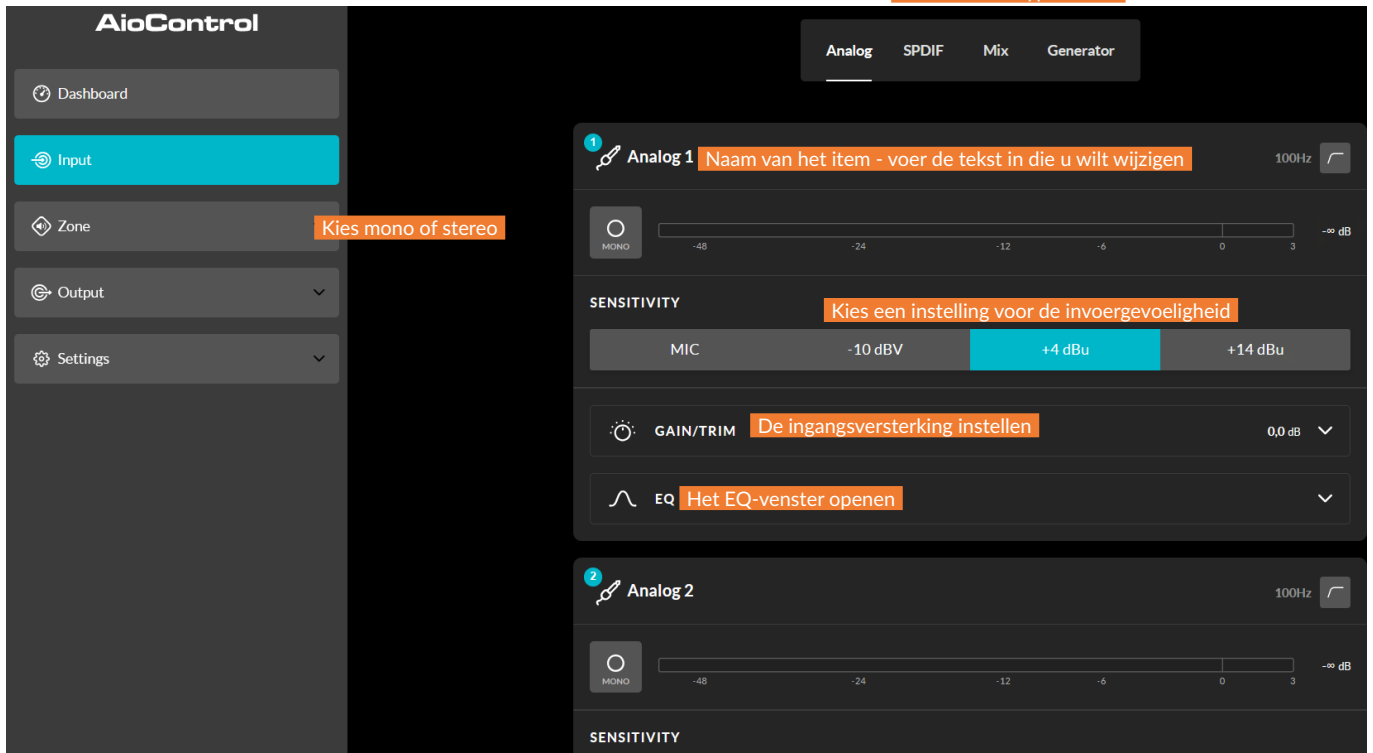 AioControl
Dashboard
Input
Zone
Output
Settings
Kies mono of stereo
Analog SPDIF Mix Generator
1
Analog 1 Naam van het item - voer de tekst in die u wilt wijzigen 100Hz
MONO -48 -24 -12 -6 0 3 -∞ dB
SENSITIVITY
Kies een instelling voor de invoergevoeligheid
MIC -10 dBV +4 dBu +14 dBu
GAIN/TRIM De ingangsversterking instellen 0,0 dB
EQ Het EQ-venster openen
2
Analog 2 100Hz
MONO -48 -24 -12 -6 0 3 -∞ dB
SENSITIVITY